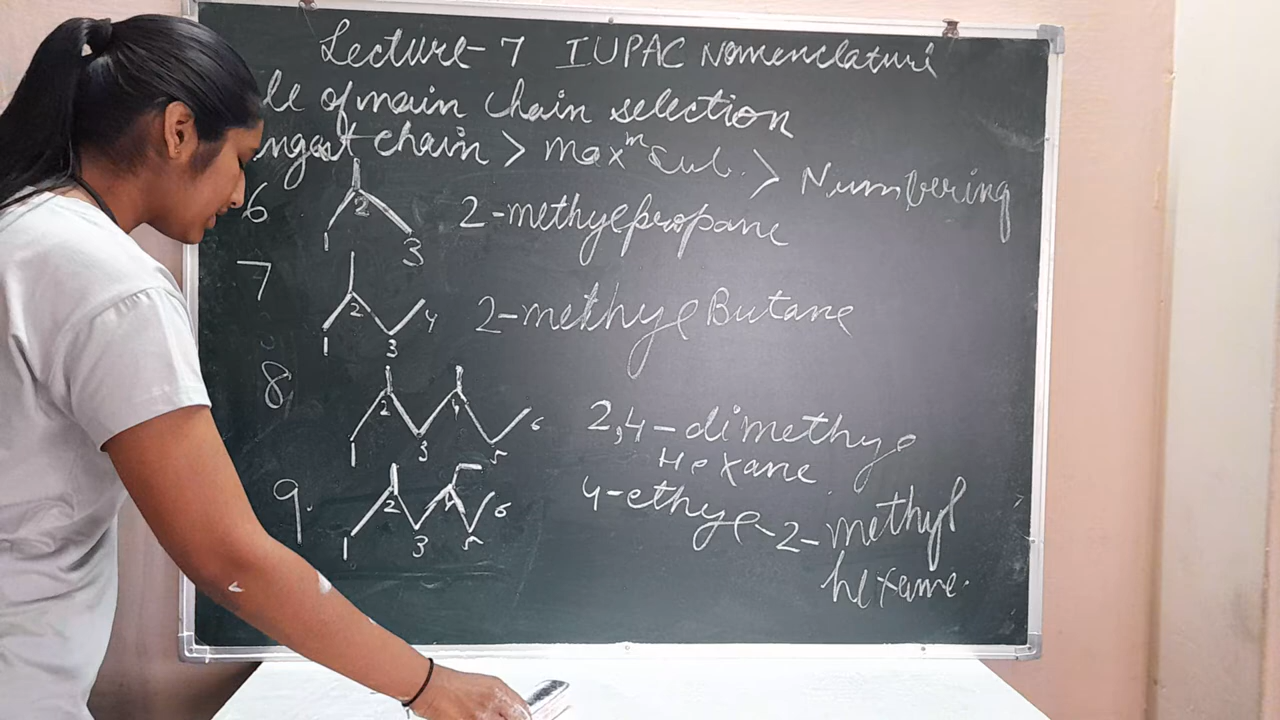 Lecture-7 IUPAC Nomenclature
le of main chain selection
ngest chain > maxᵐ sub. > Numbering
6 1 2 3 2-methylpropane
7 1 2 3 4 2-methyl Butane
8 1 2 3 4 5 6 2,4-dimethyl
Hexane
9. 1 2 3 4 5 6 4-ethyl-2-methyl
hexane.